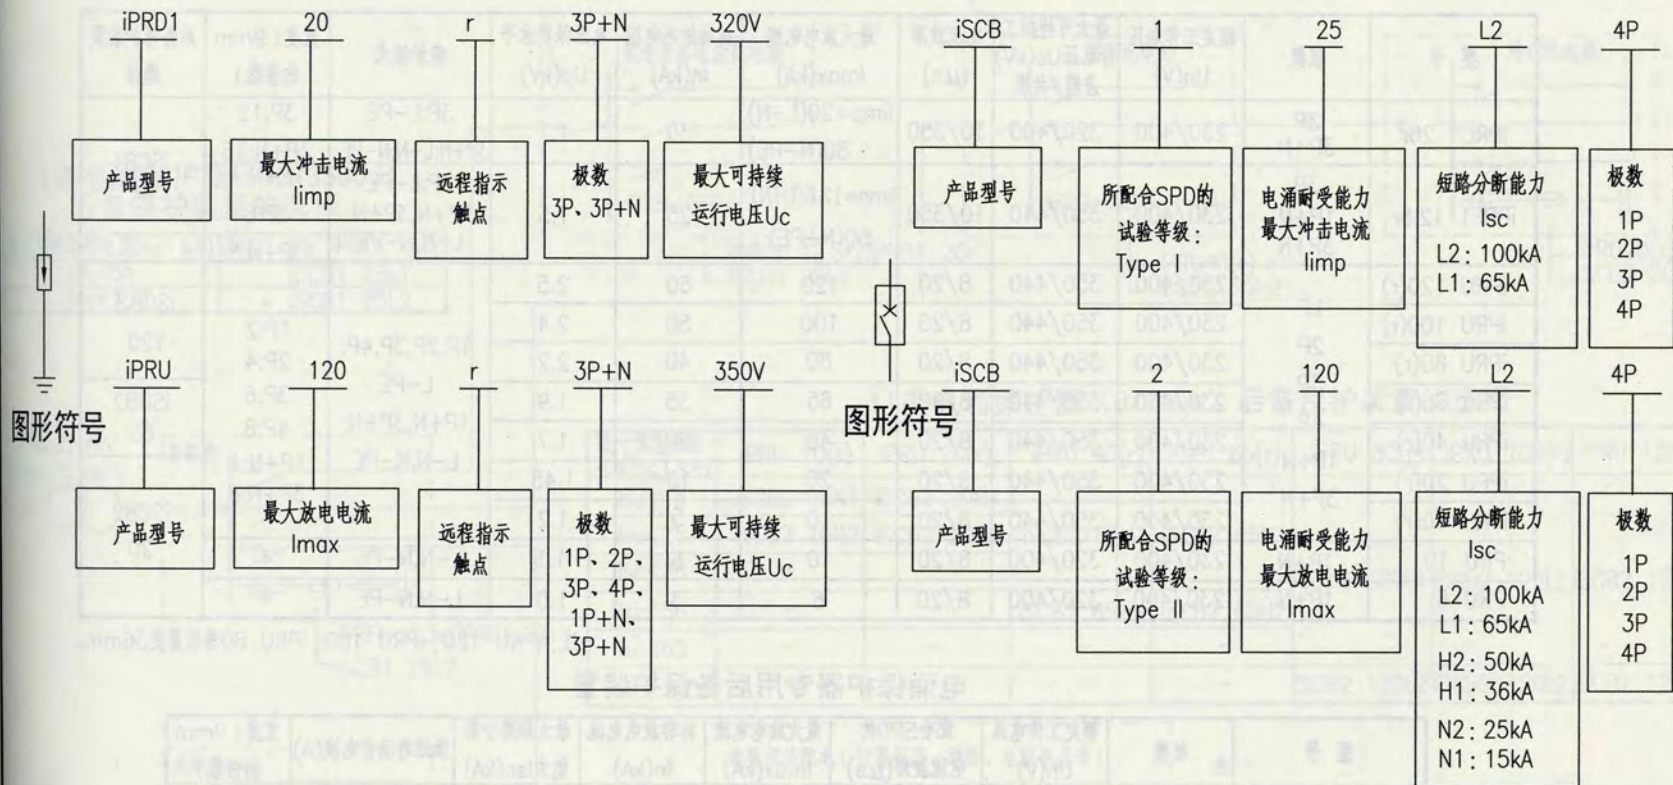 iPRD1 20 r 3P+N 320V
产品型号
最大冲击电流
Iimp
远程指示
触点
极数
3P、3P+N
最大可持续
运行电压Uc
iSCB 1 25 L2 4P
产品型号
所配合SPD的
试验等级：
Type I
电涌耐受能力
最大冲击电流
Iimp
短路分断能力
Isc
L2：100kA
L1：65kA
极数
1P
2P
3P
4P
图形符号
iPRU 120 r 3P+N 350V
产品型号
最大放电电流
Imax
远程指示
触点
极数
1P、2P、
3P、4P、
1P+N、
3P+N
最大可持续
运行电压Uc
图形符号
iSCB 2 120 L2 4P
产品型号
所配合SPD的
试验等级：
Type II
电涌耐受能力
最大放电电流
Imax
短路分断能力
Isc
L2：100kA
L1：65kA
H2：50kA
H1：36kA
N2：25kA
N1：15kA
极数
1P
2P
3P
4P